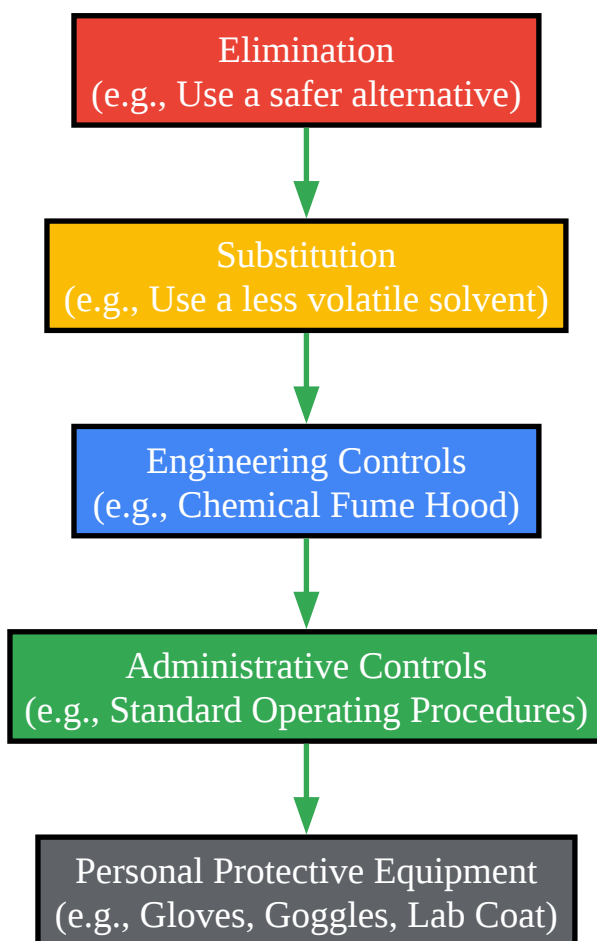 Elimination
(e.g., Use a safer alternative)
Substitution
(e.g., Use a less volatile solvent)
Engineering Controls
(e.g., Chemical Fume Hood)
Administrative Controls
(e.g., Standard Operating Procedures)
Personal Protective Equipment
(e.g., Gloves, Goggles, Lab Coat)